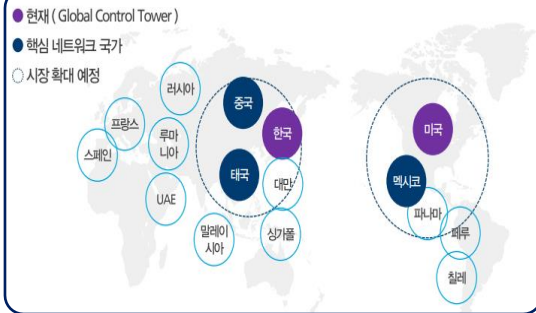 현재 ( Global Control Tower )
핵심 네트워크 국가
시장 확대 예정
러시아
중국
프랑스
한국
미국
루마
니아
스페인
태국
대만
멕시코
UAE
파나마
말레이
시아
싱가폴
페루
칠레